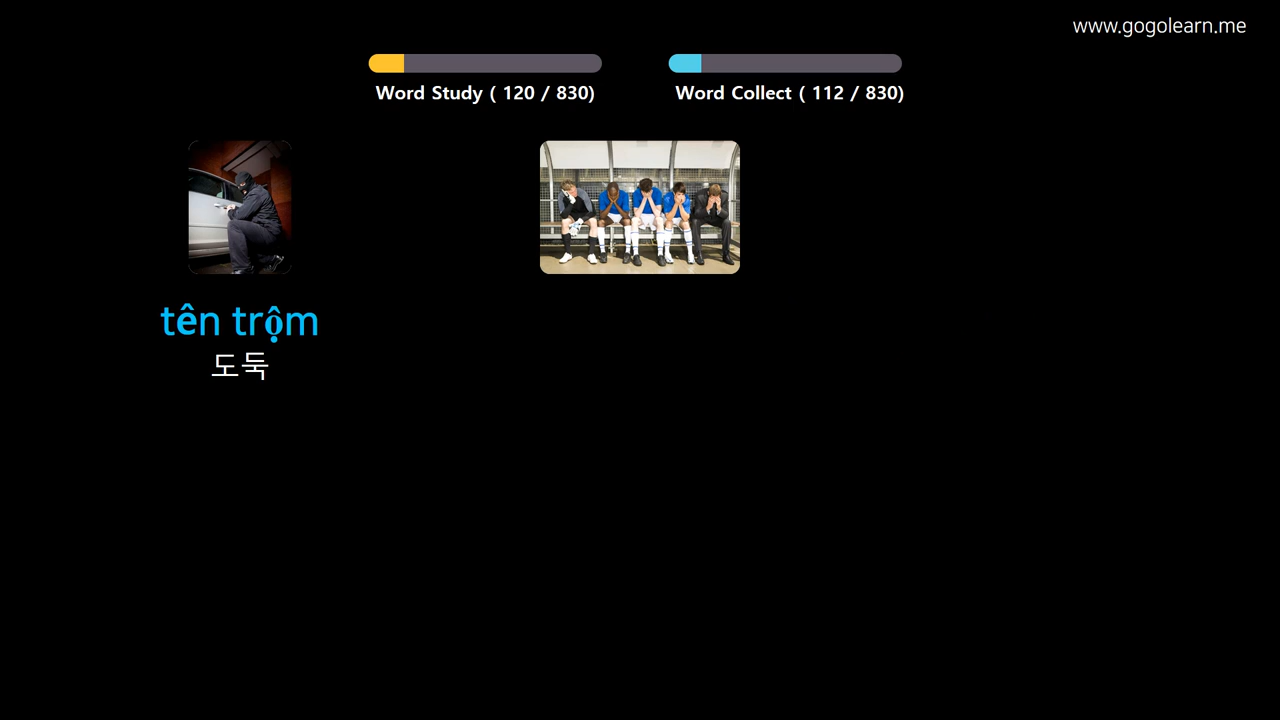 www.gogolearn.me
Word Study ( 120 / 830)
Word Collect ( 112 / 830)
tên trộm
도둑